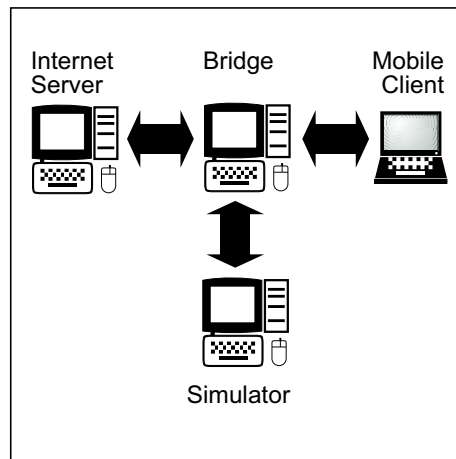 Internet
Server
Bridge
Mobile
Client
Simulator